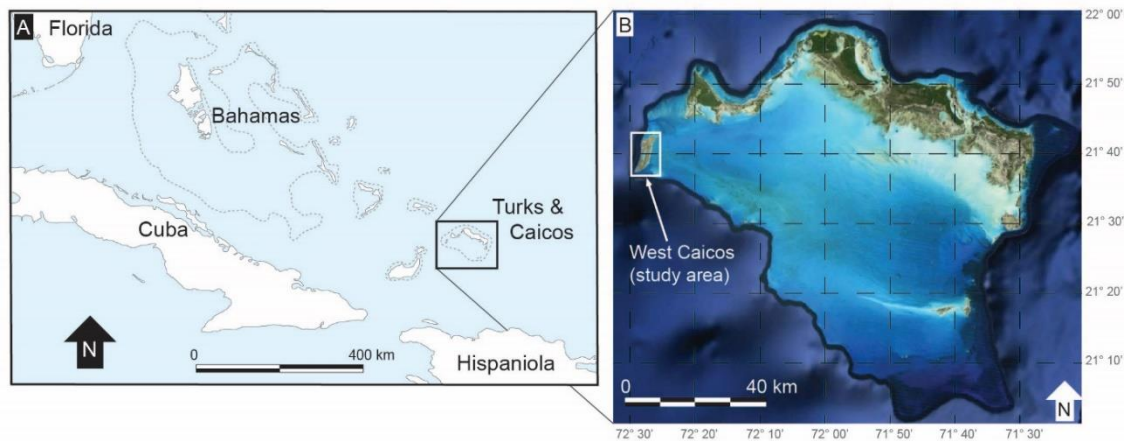 A
Florida
Bahamas
Cuba
Turks &
Caicos
Hispaniola
N
0 400 km
B
West Caicos
(study area)
0 40 km
N
22° 00'
21° 50'
21° 40'
21° 30'
21° 20'
21° 10'
72° 30' 72° 20' 72° 10' 72° 00' 71° 50' 71° 40' 71° 30'